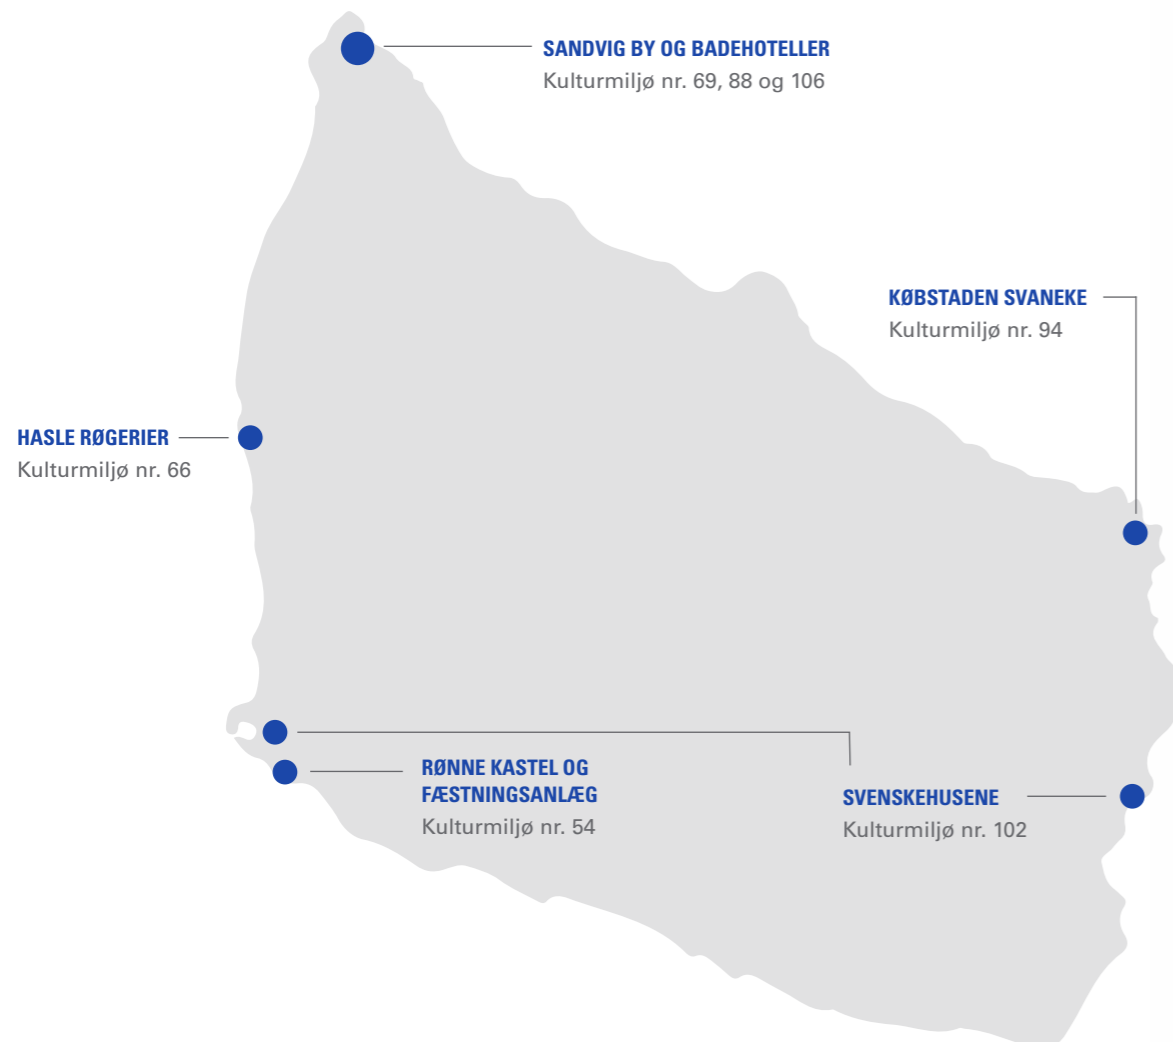 SANDVIG BY OG BADEHOTELLER
Kulturmiljø nr. 69, 88 og 106
KØBSTADEN SVANEKE
Kulturmiljø nr. 94
HASLE RØGERIER
Kulturmiljø nr. 66
RØNNE KASTEL OG
FÆSTNINGSANLÆG
Kulturmiljø nr. 54
SVENSKEHUSENE
Kulturmiljø nr. 102